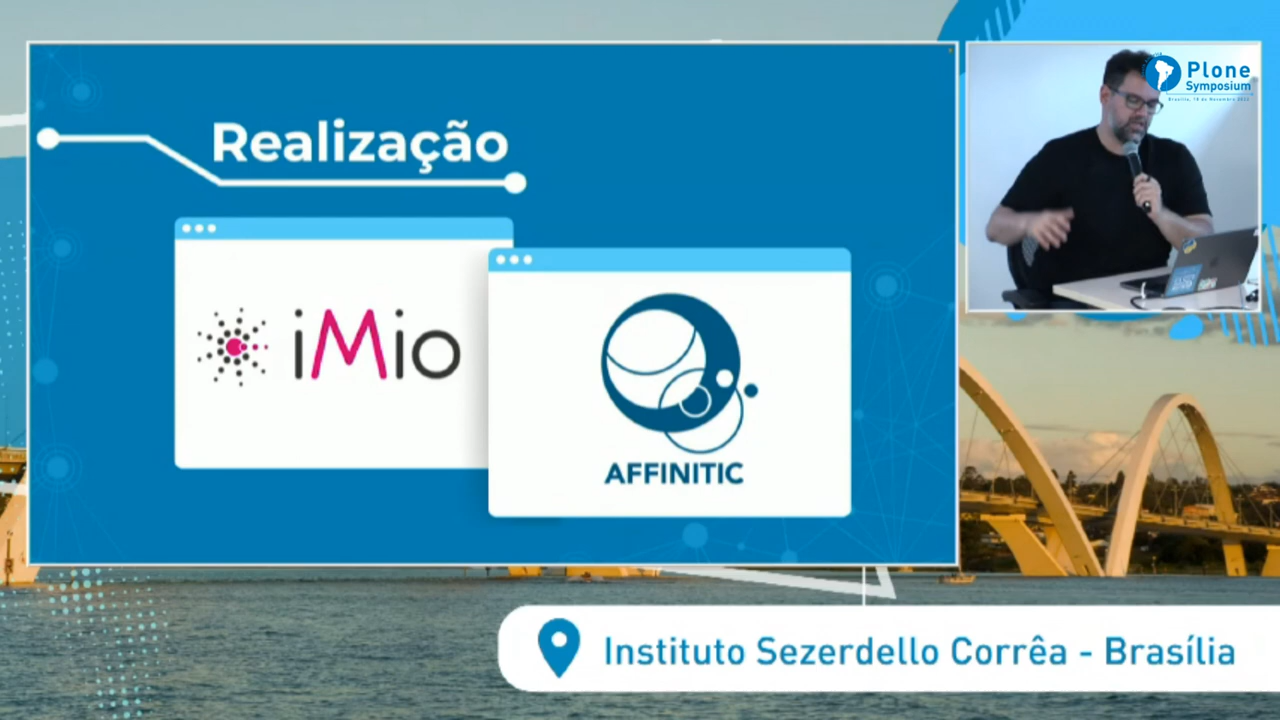 Realização
iMio
AFFINITIC
Plone
Symposium
Instituto Sezerdello Corrêa - Brasília